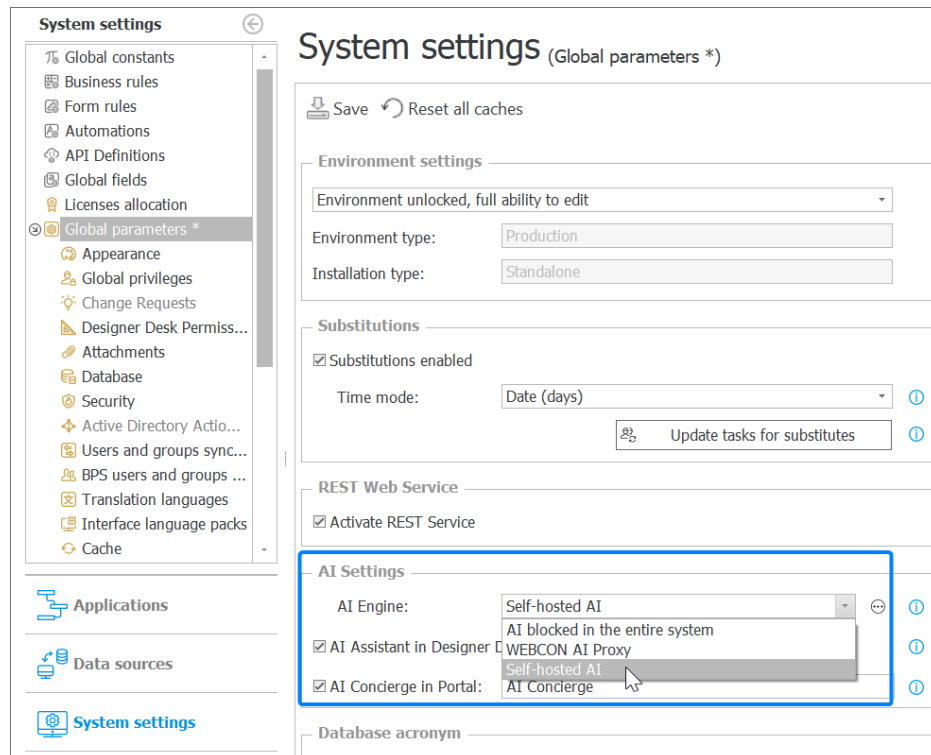 System settings
Global constants
Business rules
Form rules
Automations
API Definitions
Global fields
Licenses allocation
Global parameters *
Appearance
Global privileges
Change Requests
Designer Desk Permiss...
Attachments
Database
Security
Active Directory Actio...
Users and groups sync...
BPS users and groups ...
Translation languages
Interface language packs
Cache
Applications
Data sources
System settings
System settings (Global parameters *)
Save Reset all caches
Environment settings
Environment unlocked, full ability to edit
Environment type: Production
Installation type: Standalone
Substitutions
Substitutions enabled
Time mode: Date (days)
Update tasks for substitutes
REST Web Service
Activate REST Service
AI Settings
AI Engine: Self-hosted AI
AI blocked in the entire system
AI Assistant in Designer D
WEBCON AI Proxy
Self-hosted AI
AI Concierge in Portal: AI Concierge
Database acronym